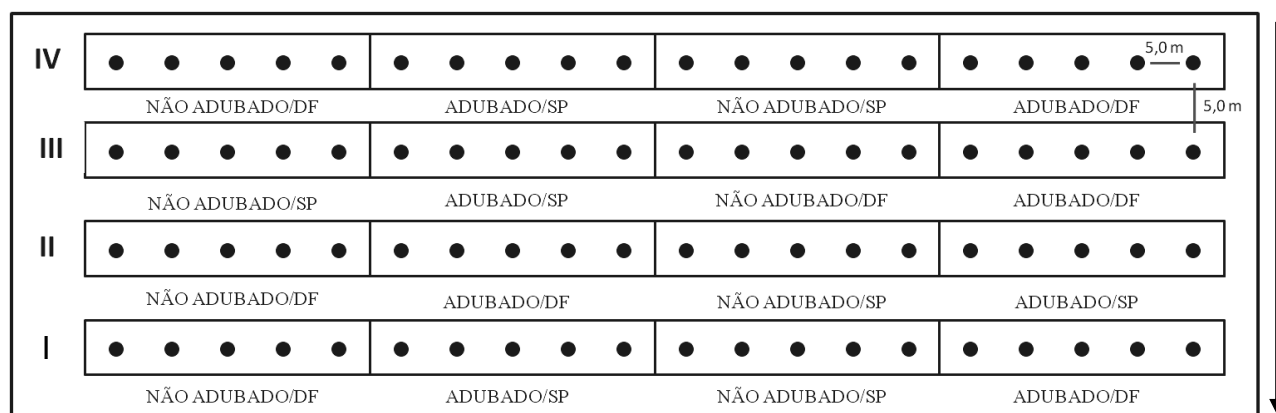 IV
5,0 m
NÃO ADUBADO/DF ADUBADO/SP NÃO ADUBADO/SP ADUBADO/DF
5,0 m
III
NÃO ADUBADO/SP ADUBADO/SP NÃO ADUBADO/DF ADUBADO/DF
II
NÃO ADUBADO/DF ADUBADO/DF NÃO ADUBADO/SP ADUBADO/SP
I
NÃO ADUBADO/DF ADUBADO/SP NÃO ADUBADO/SP ADUBADO/DF